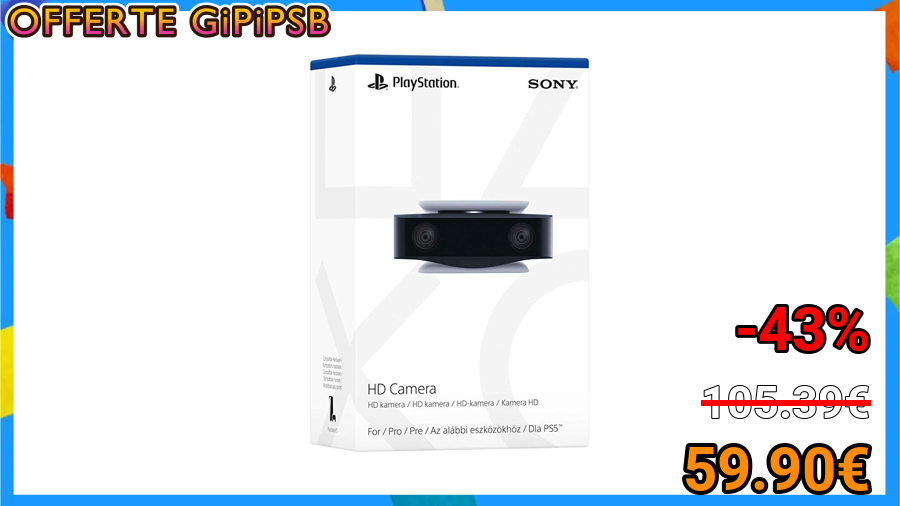 OFFERTE GiPiPSB
PlayStation
SONY
HD Camera
HD kamera / HD kamera / HD-kamera / Kamera HD
For / Pro / Pre / Az alábbi eszközökhöz / Dla PS5™
-43%
105.39€
59.90€